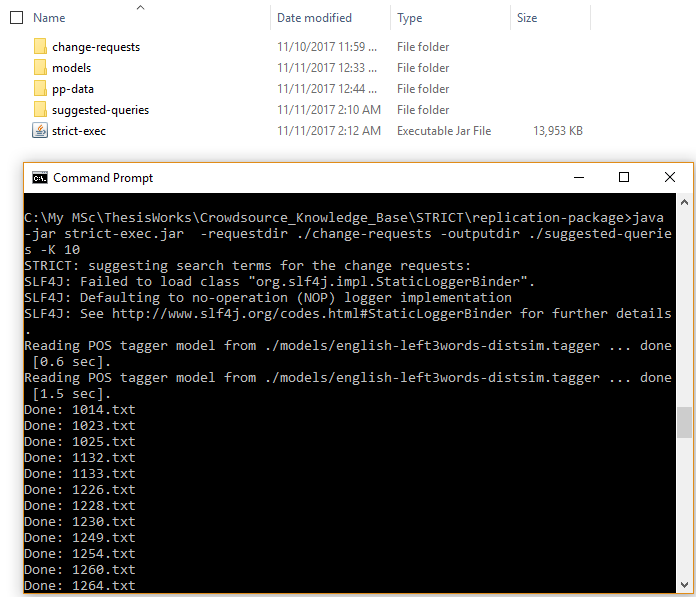 Name Date modified Type Size
change-requests 11/10/2017 11:59 ... File folder
models 11/11/2017 12:33 ... File folder
pp-data 11/11/2017 12:44 ... File folder
suggested-queries 11/11/2017 2:10 AM File folder
strict-exec 11/11/2017 2:12 AM Executable Jar File 13,953 KB
C:\. Command Prompt
C:\My MSc\ThesisWorks\Crowdsource_Knowledge_Base\STRICT\replication-package>java
-jar strict-exec.jar  -requestdir ./change-requests -outputdir ./suggested-querie
s -K 10
STRICT: suggesting search terms for the change requests:
SLF4J: Failed to load class "org.slf4j.impl.StaticLoggerBinder".
SLF4J: Defaulting to no-operation (NOP) logger implementation
SLF4J: See http://www.slf4j.org/codes.html#StaticLoggerBinder for further details
.
Reading POS tagger model from ./models/english-left3words-distsim.tagger ... done
 [0.6 sec].
Reading POS tagger model from ./models/english-left3words-distsim.tagger ... done
 [1.5 sec].
Done: 1014.txt
Done: 1023.txt
Done: 1025.txt
Done: 1132.txt
Done: 1133.txt
Done: 1226.txt
Done: 1228.txt
Done: 1230.txt
Done: 1249.txt
Done: 1254.txt
Done: 1260.txt
Done: 1264.txt